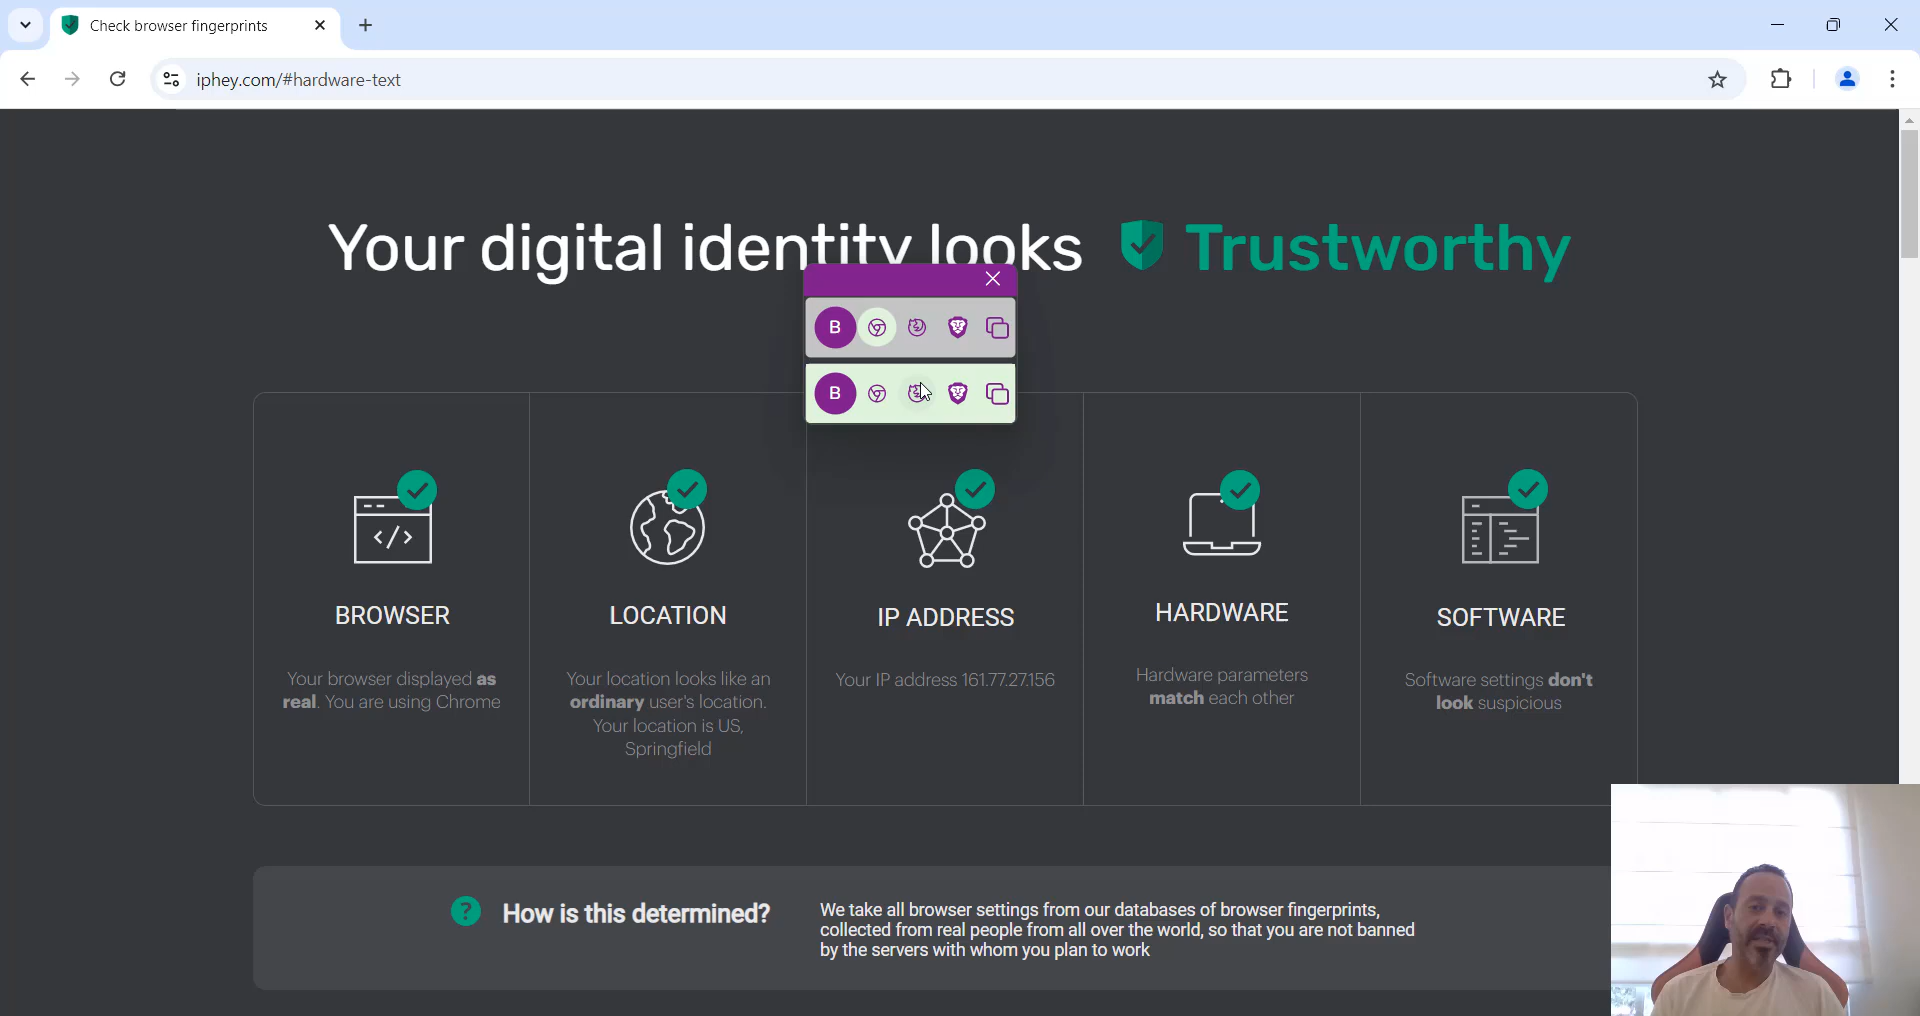 Check browser fingerprints
iphey.com/#hardware-text
Your digital identity looks Trustworthy
B
B
BROWSER
Your browser displayed as
real. You are using Chrome
LOCATION
Your location looks like an
ordinary user's location.
Your location is US,
Springfield
IP ADDRESS
Your IP address 161.77.27.156
HARDWARE
Hardware parameters
match each other
SOFTWARE
Software settings don't
look suspicious
? How is this determined?
We take all browser settings from our databases of browser fingerprints,
collected from real people from all over the world, so that you are not banned
by the servers with whom you plan to work